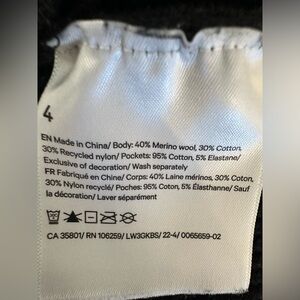 4
EN Made in China/ Body: 40% Merino wool, 30% Cotton,
30% Recycled nylon/ Pockets: 95% Cotton, 5% Elastane/
Exclusive of decoration/ Wash separately
FR Fabriqué en Chine/ Corps: 40% Laine mérinos, 30% Coton,
30% Nylon recyclé/ Poches: 95% Coton, 5% Élasthanne/ Sauf
la décoration/ Laver séparément
CA 35801/ RN 106259/ LW3GKBS/ 22-4/ 0065659-02